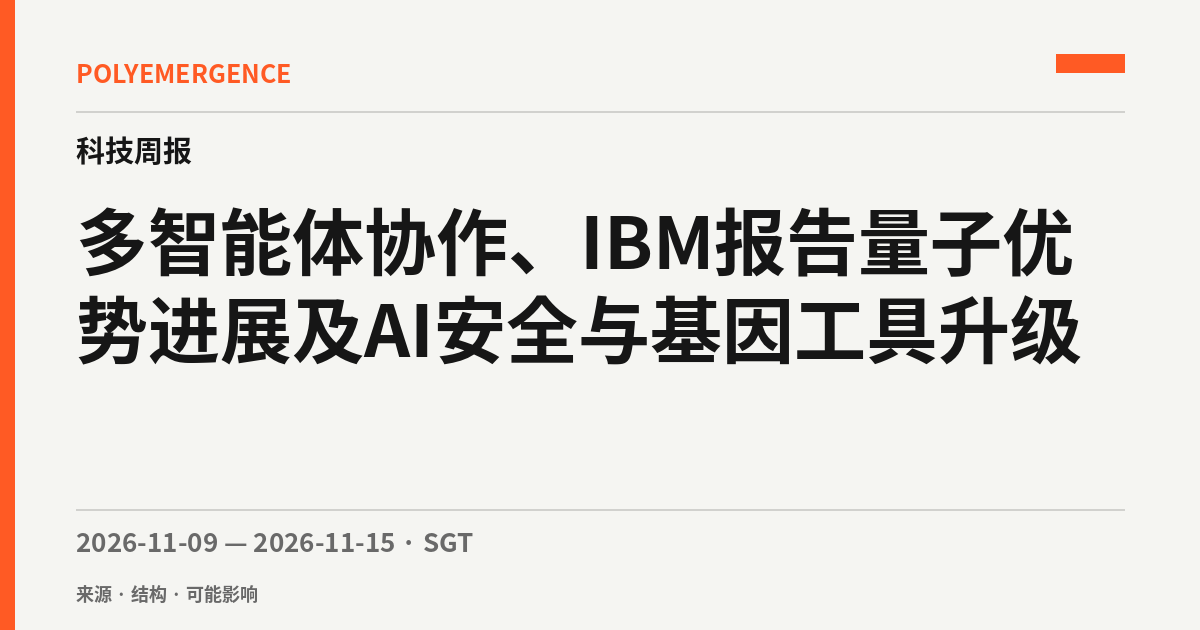 POLYEMERGENCE
科技周报
多智能体协作、IBM报告量子优
势进展及AI安全与基因工具升级
2026-11-09 — 2026-11-15 · SGT
来源 · 结构 · 可能影响